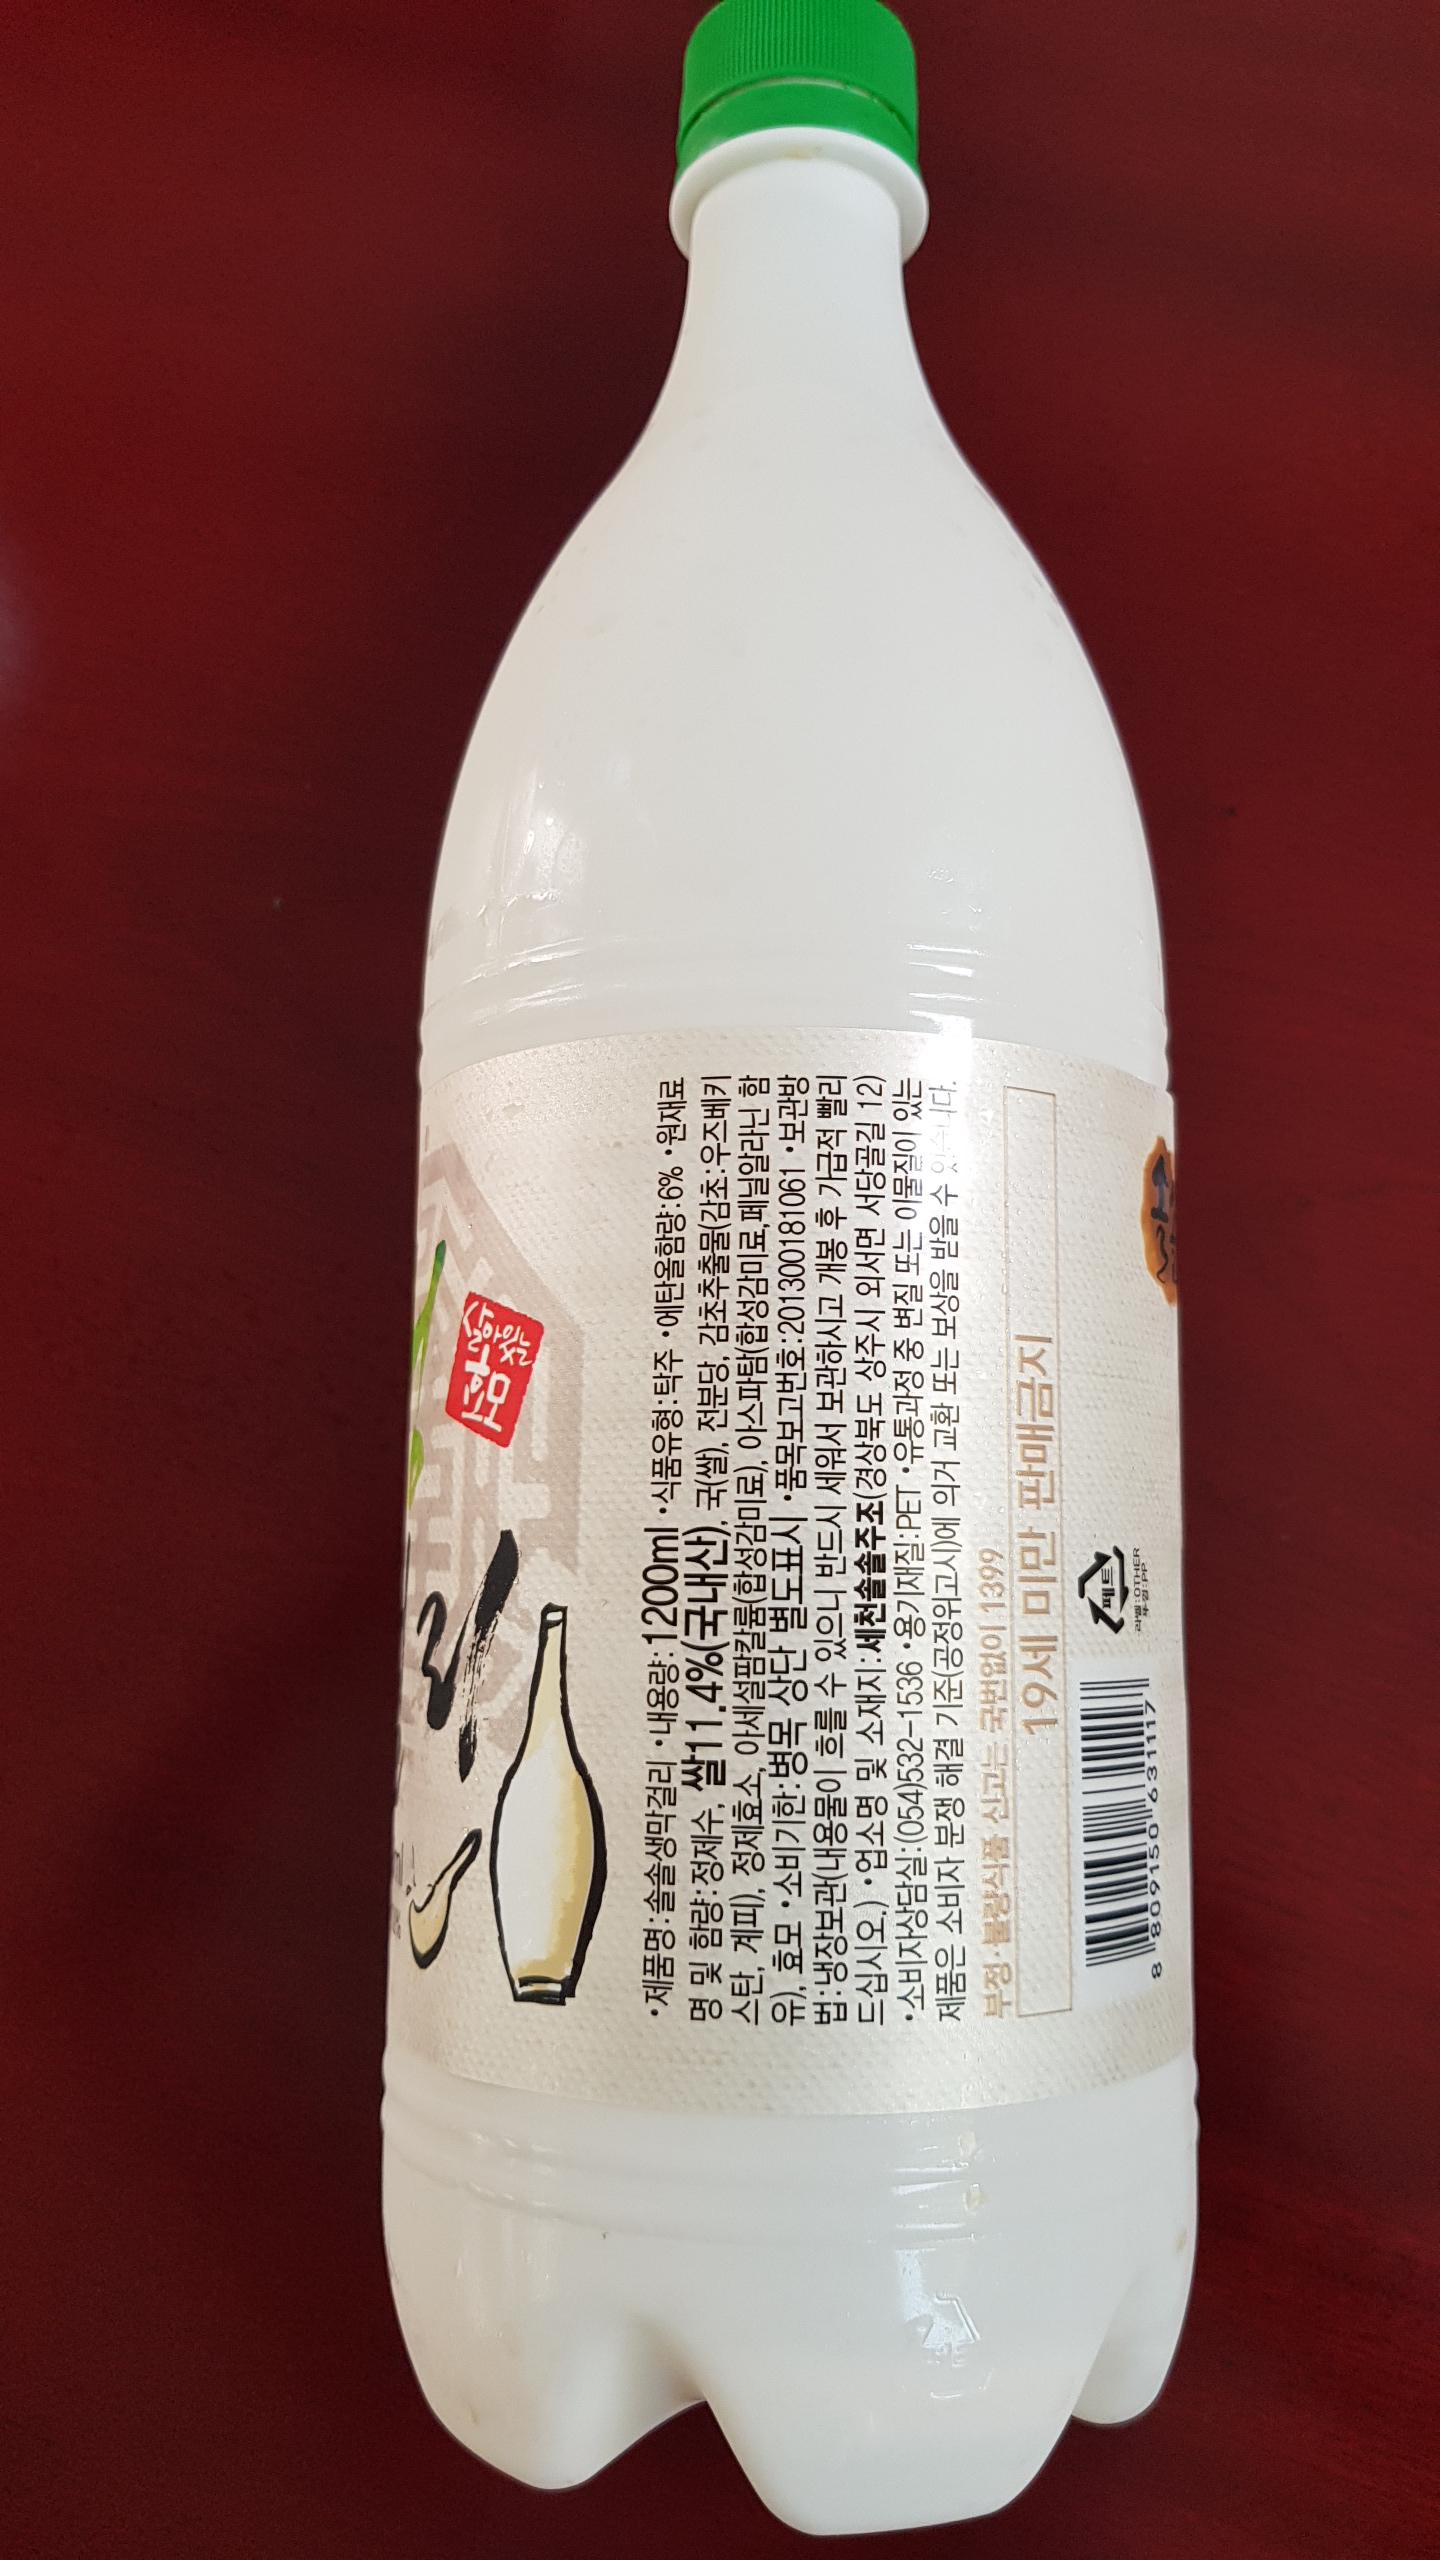 살아있는
효모
•제품명:솔솔생막걸리 •내용량:1200ml •식품유형:탁주 •에탄올함량:6% •원재료
명 및 함량:정제수, 쌀11.4%(국내산), 국(쌀), 전분당, 감초추출물(감초:우즈베키
스탄, 계피), 정제효소, 아세설팜칼륨(합성감미료), 아스파탐(합성감미료,페닐알라닌 함
유), 효모 •소비기한:병목 상단 별도표시 •품목보고번호:20130018106​1 •보관방
법:냉장보관(내용물이 흐를 수 있으니 반드시 세워서 보관하시고 개봉 후 가급적 빨리
드십시오.) •업소명 및 소재지:세천솔솔주조(경상북도 상주시 외서면 서당골길 12)
•소비자상담실:(054)532-1536 •용기재질:PET •유통과정 중 변질 또는 이물질이 있는
제품은 소비자 분쟁 해결 기준(공정위고시)에 의거 교환 또는 보상을 받을 수 있습니다.
부정·불량식품 신고는 국번없이 1399
19세 미만 판매금지
페트
라벨:OTHER
뚜껑:PP
8 809150 631117